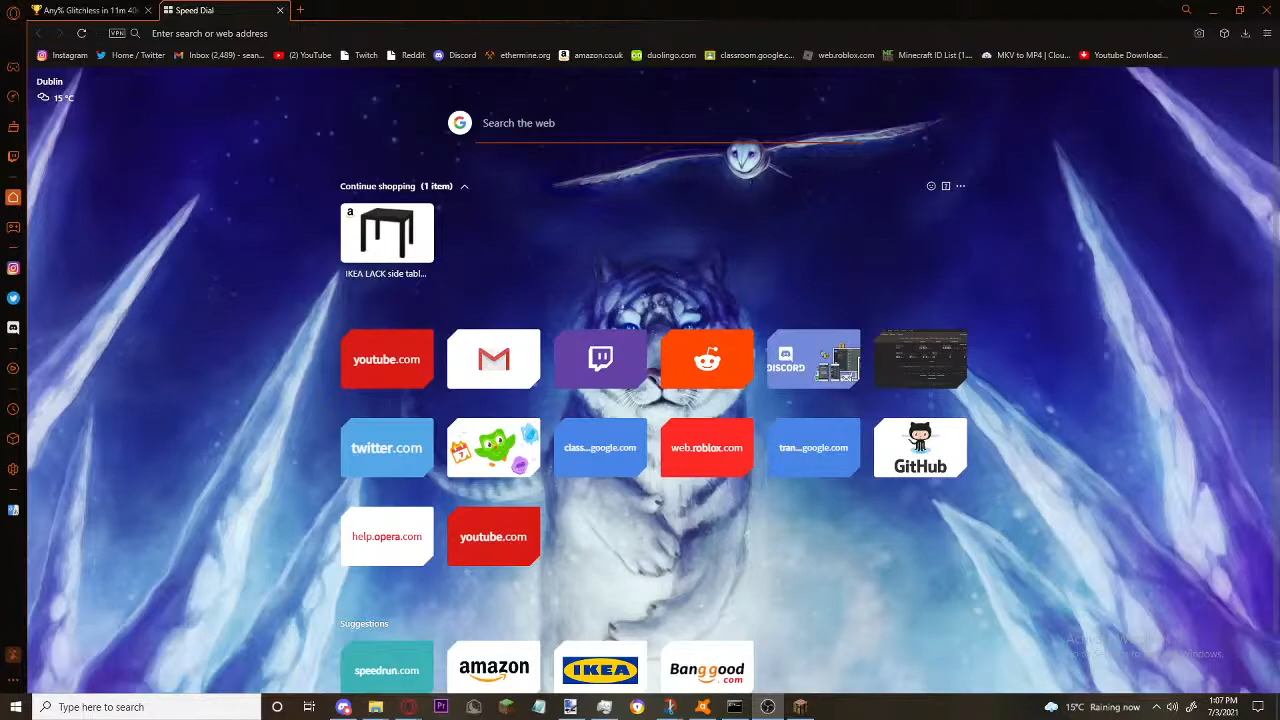 Any% Glitchless in 11m 40
Speed Dial
VPN
Enter search or web address
Instagram
Twitter - Home
Inbox (2,489) - sean...
(2) YouTube
Twitch
Reddit
Discord
ethermine.org
amazon.co.uk
duolingo.com
classroom.google.c...
web.roblox.com
Minecraft ID List (1...
MKV to MP4 | Clou...
Youtube Download...
Dublin
15 °C
Search the web
Continue shopping (1 item)
a
IKEA LACK side tabl...
youtube.com
DISCORD
twitter.com
7
class...google.com
web.roblox.com
tran...google.com
GitHub
help.opera.com
youtube.com
Suggestions
speedrun.com
amazon
IKEA
Banggood
.com
Type here to search
Pr
15°C Raining now
1:07 PM
7/3/2021